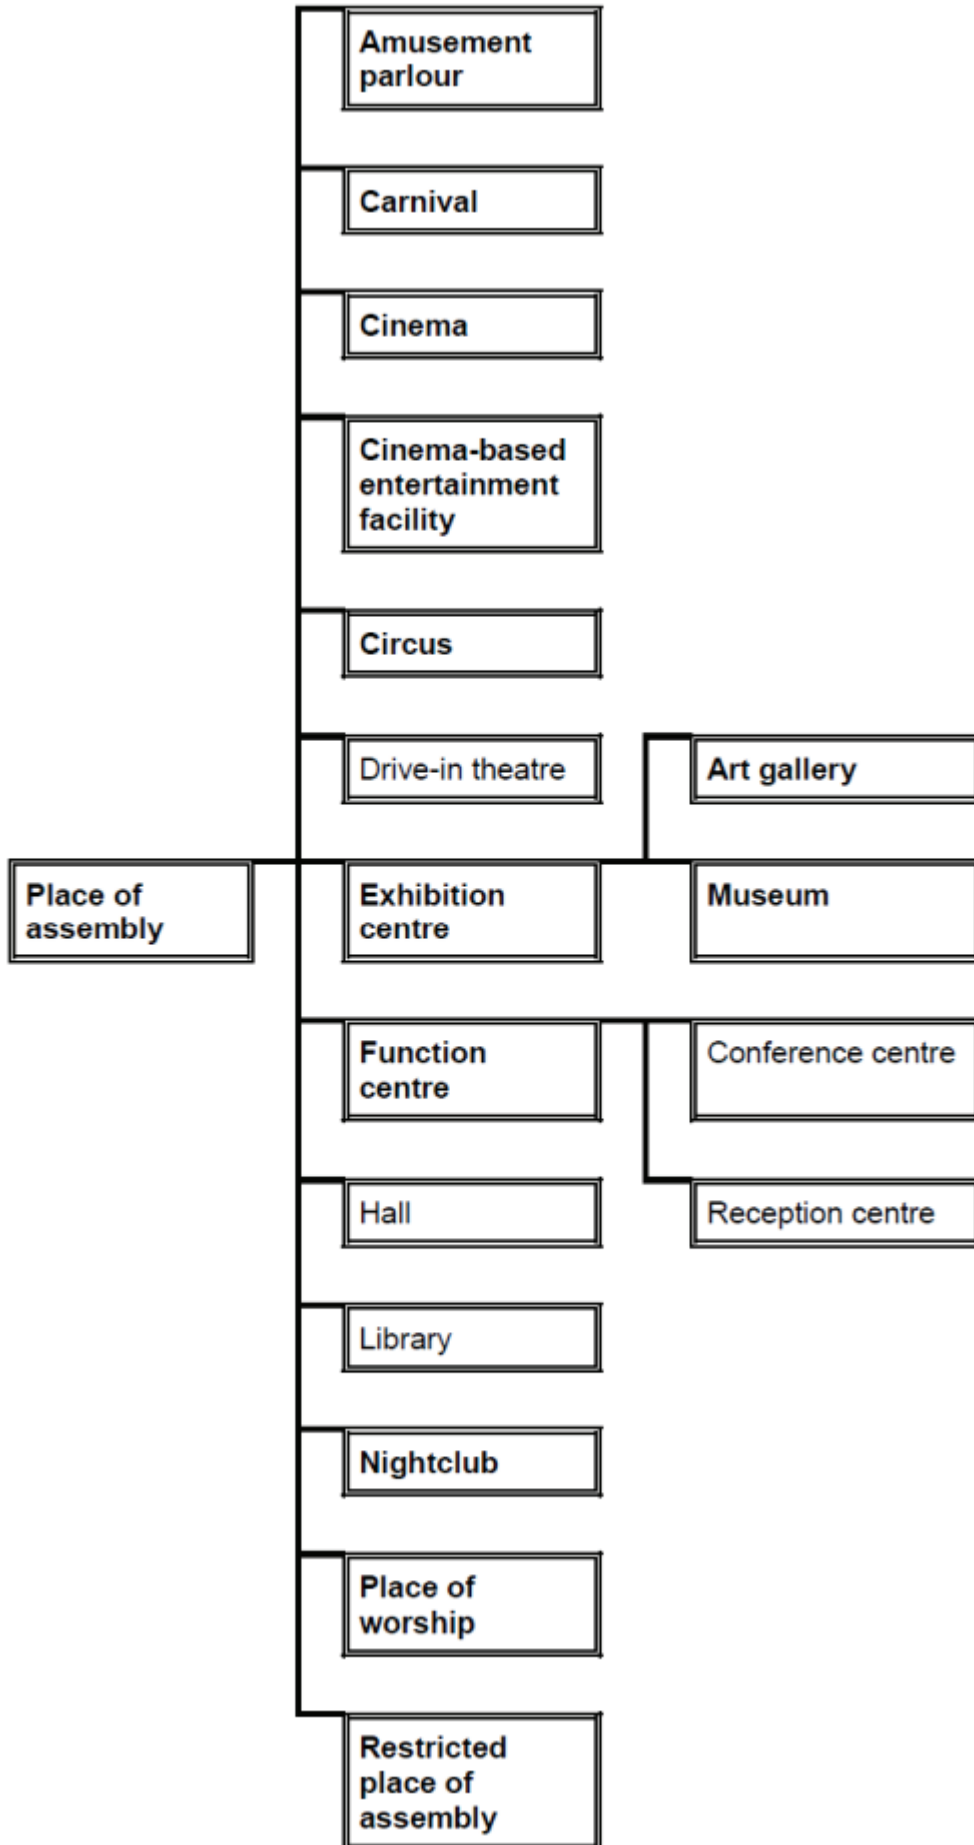 Amusement
parlour
Carnival
Cinema
Cinema-based
entertainment
facility
Circus
Drive-in theatre
Art gallery
Place of
assembly
Exhibition
centre
Museum
Function
centre
Conference centre
Hall
Reception centre
Library
Nightclub
Place of
worship
Restricted
place of
assembly